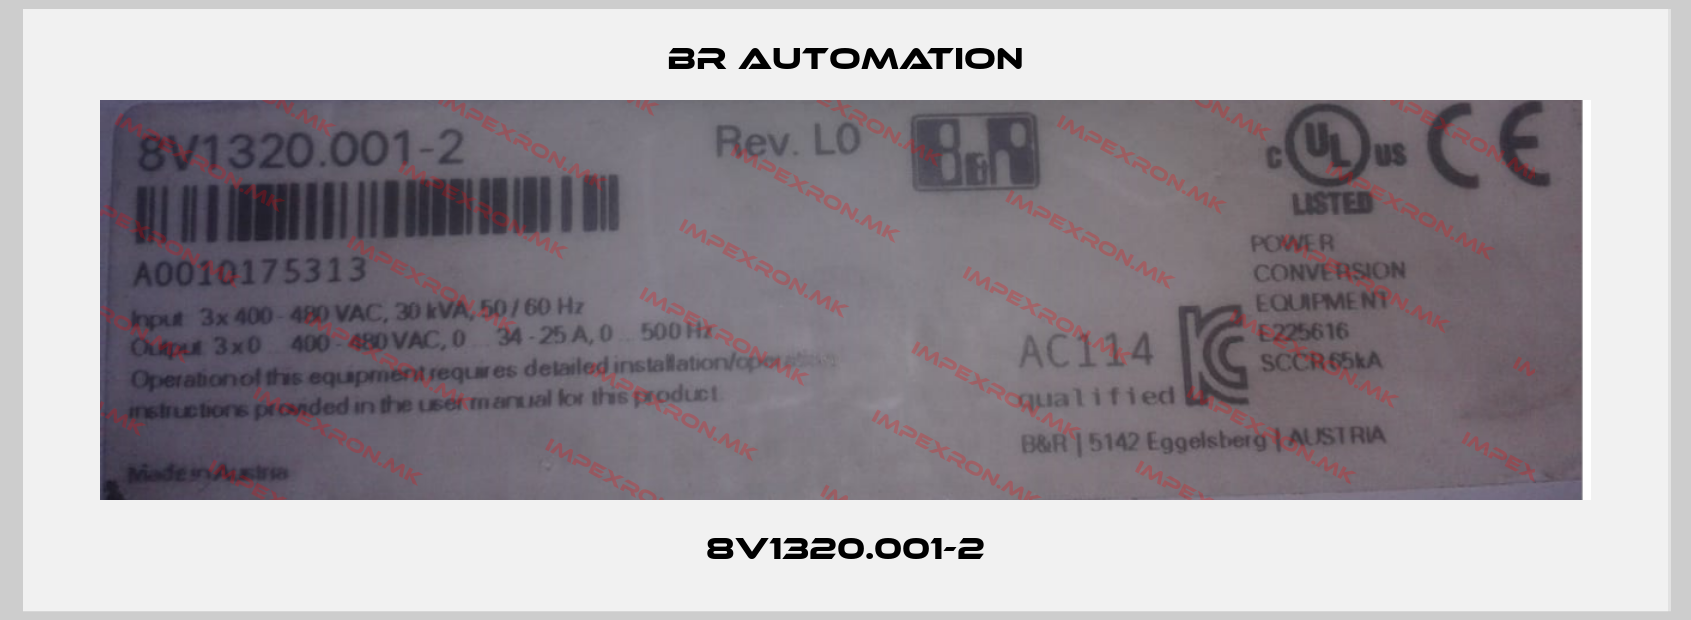 BR AUTOMATION
8V1320.001-2
Rev. L0
B&R
C UL US
LISTED
CE
A0010175313
Input 3 x 400 - 480 VAC, 30 kVA, 50 / 60 Hz
Output 3 x 0 ... 400 - 480 VAC, 0 ... 34 - 25 A, 0 ... 500 Hz
Operation of this equipment requires detailed installation/operation
instructions provided in the user manual for this product.
Made in Austria
POWER
CONVERSION
EQUIPMENT
E225616
SCCR 65kA
AC114
qualified
B&R | 5142 Eggelsberg | AUSTRIA
IMPEXRON.MK
8V1320.001-2